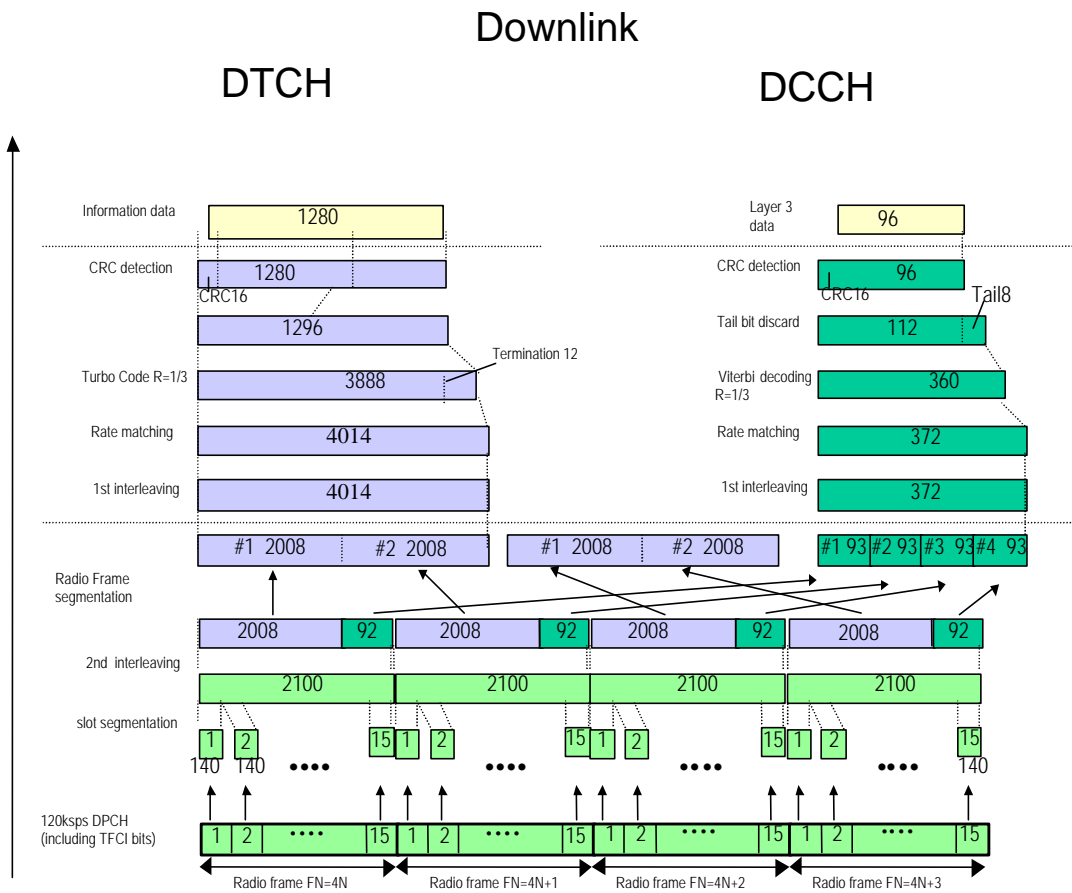 Downlink
DTCH DCCH
Information data 1280 Layer 3 data 96
CRC detection 1280 CRC detection 96
CRC16 CRC16 Tail8
1296 Tail bit discard 112
Termination 12
Turbo Code R=1/3 3888 Viterbi decoding R=1/3 360
Rate matching 4014 Rate matching 372
1st interleaving 4014 1st interleaving 372
#1 2008 #2 2008 #1 2008 #2 2008 #1 93 #2 93 #3 93 #4 93
Radio Frame segmentation
2008 92 2008 92 2008 92 2008 92
2nd interleaving
2100 2100 2100 2100
slot segmentation
1 2 15 1 2 15 1 2 15 1 2 15
140 140 •••• •••• •••• •••• 140
120ksps DPCH (including TFCI bits)
1 2 •••• 15 1 2 •••• 15 1 2 •••• 15 1 2 •••• 15
Radio frame FN=4N Radio frame FN=4N+1 Radio frame FN=4N+2 Radio frame FN=4N+3